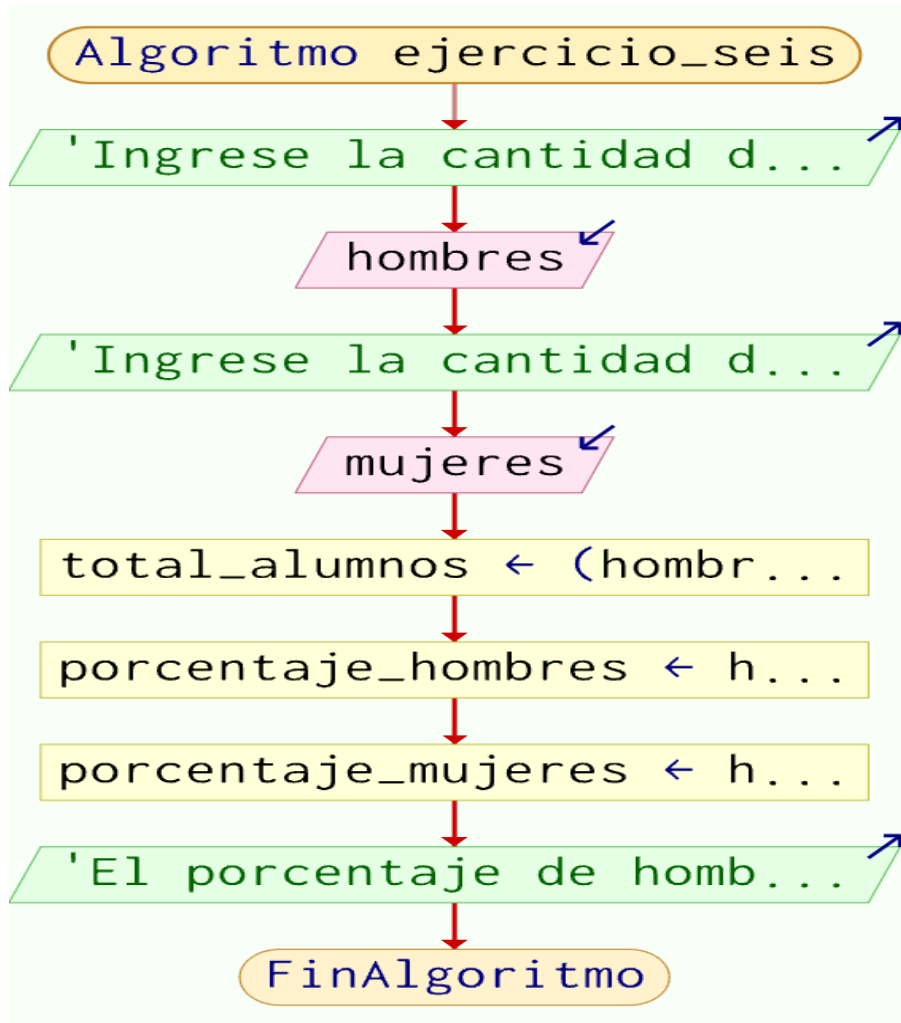 Algoritmo ejercicio_seis
'Ingrese la cantidad d...
hombres
'Ingrese la cantidad d...
mujeres
total_alumnos ← (hombr...
porcentaje_hombres ← h...
porcentaje_mujeres ← h...
'El porcentaje de homb...
FinAlgoritmo